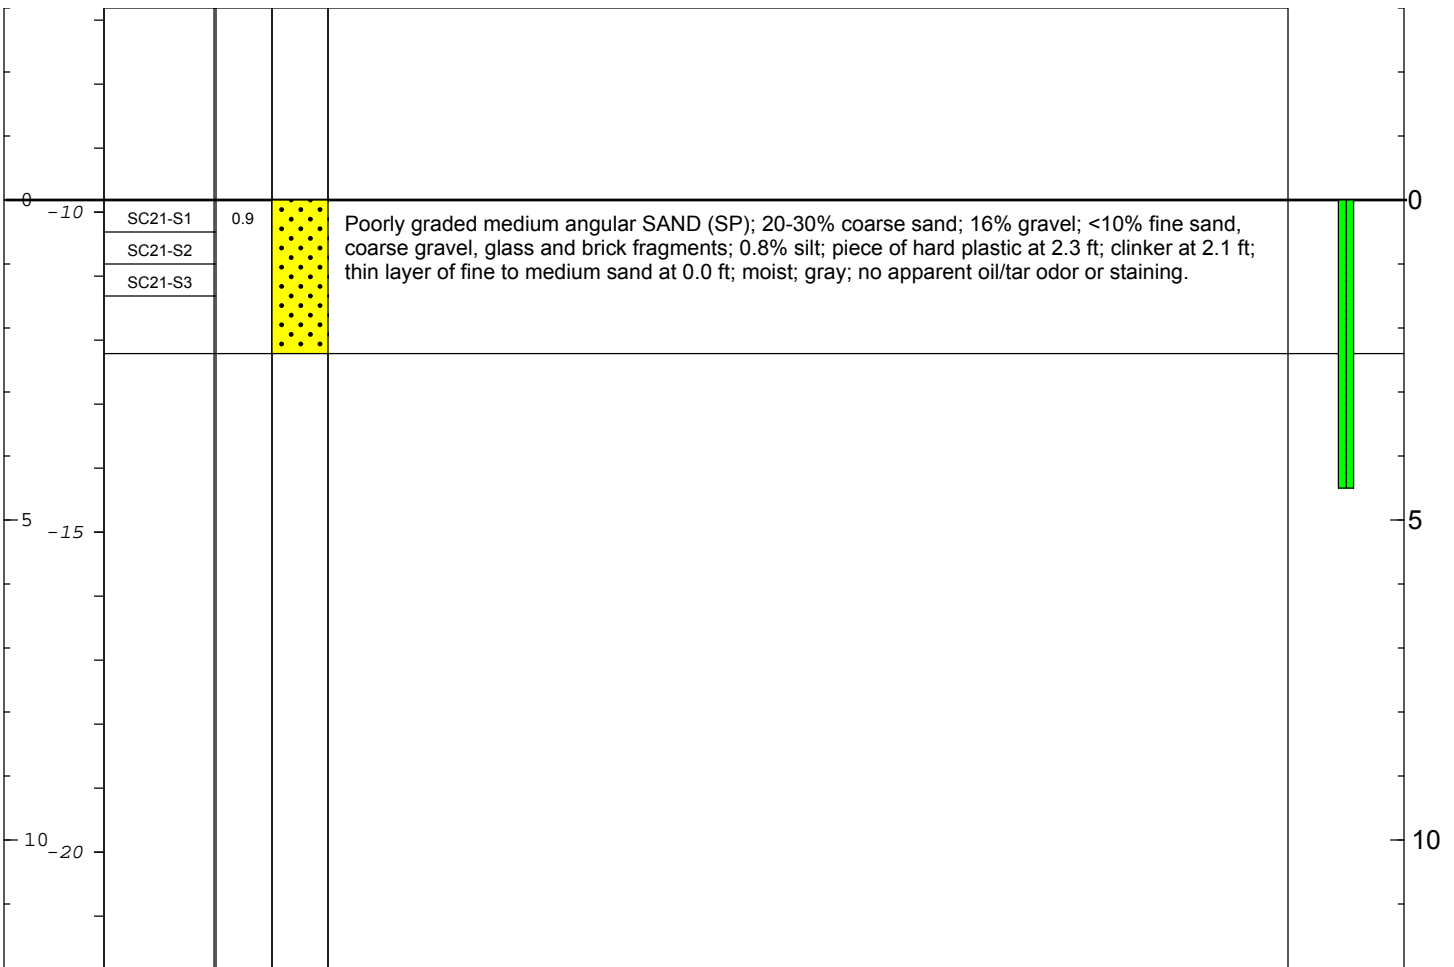 0 -10 SC21-S1 0.9 Poorly graded medium angular SAND (SP); 20-30% coarse sand; 16% gravel; <10% fine sand, 0
SC21-S2 coarse gravel, glass and brick fragments; 0.8% silt; piece of hard plastic at 2.3 ft; clinker at 2.1 ft;
SC21-S3 thin layer of fine to medium sand at 0.0 ft; moist; gray; no apparent oil/tar odor or staining.
5 -15 5
10 -20 10